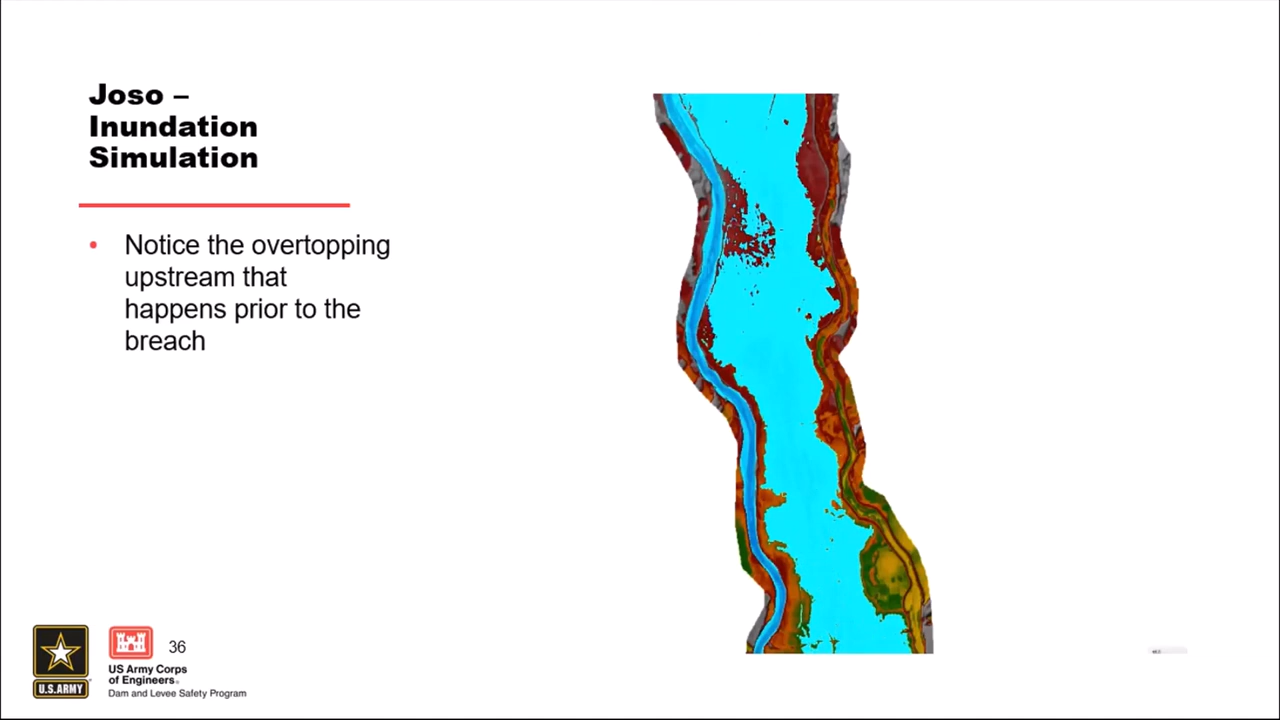 Joso –
Inundation
Simulation
• Notice the overtopping
upstream that
happens prior to the
breach
U.S.ARMY
36
US Army Corps
of Engineers®
Dam and Levee Safety Program